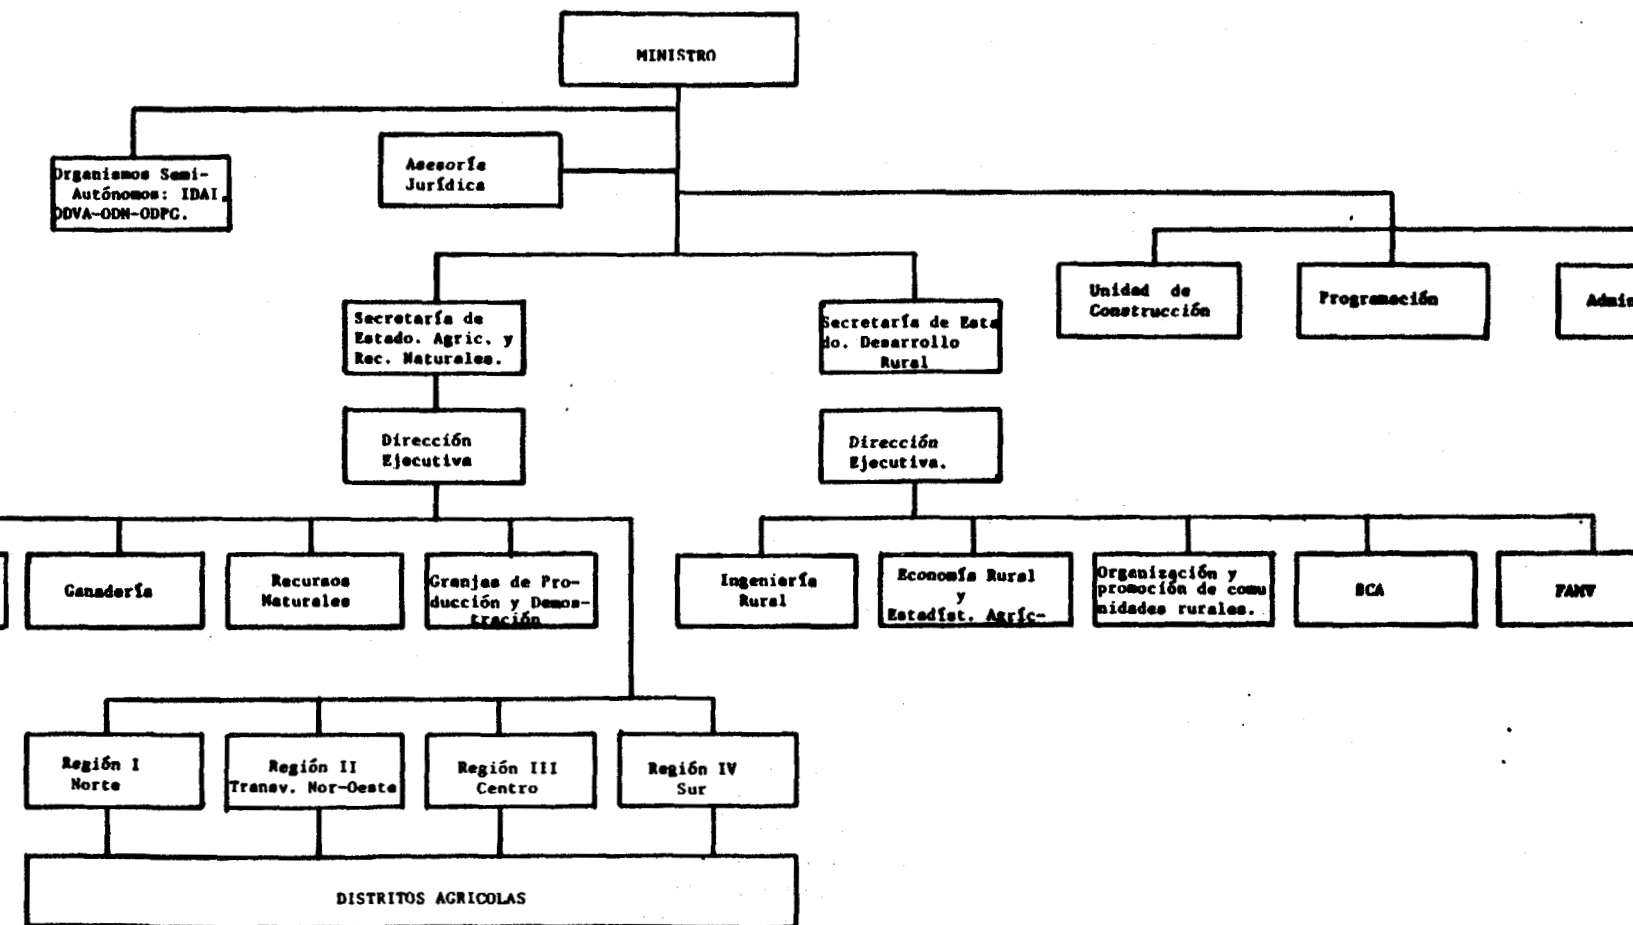 MINISTRO
Organismos Semi-
Autónomos: IDAI.
ODVA-ODN-ODPG.
Asesoría
Jurídica
Unidad de
Construcción
Programación
Admin
Secretaría de
Estado. Agric. y
Rec. Naturales.
Secretaría de Esta
do. Desarrollo
Rural
Dirección
Ejecutiva
Dirección
Ejecutiva.
Ganadería
Recursos
Naturales
Granjas de Pro-
ducción y Demos-
tración
Ingeniería
Rural
Economía Rural
y
Estadíst. Agríc-
Organización y
promoción de comu
nidades rurales.
BCA
FAMV
Región I
Norte
Región II
Transv. Nor-Oeste
Región III
Centro
Región IV
Sur
DISTRITOS AGRICOLAS